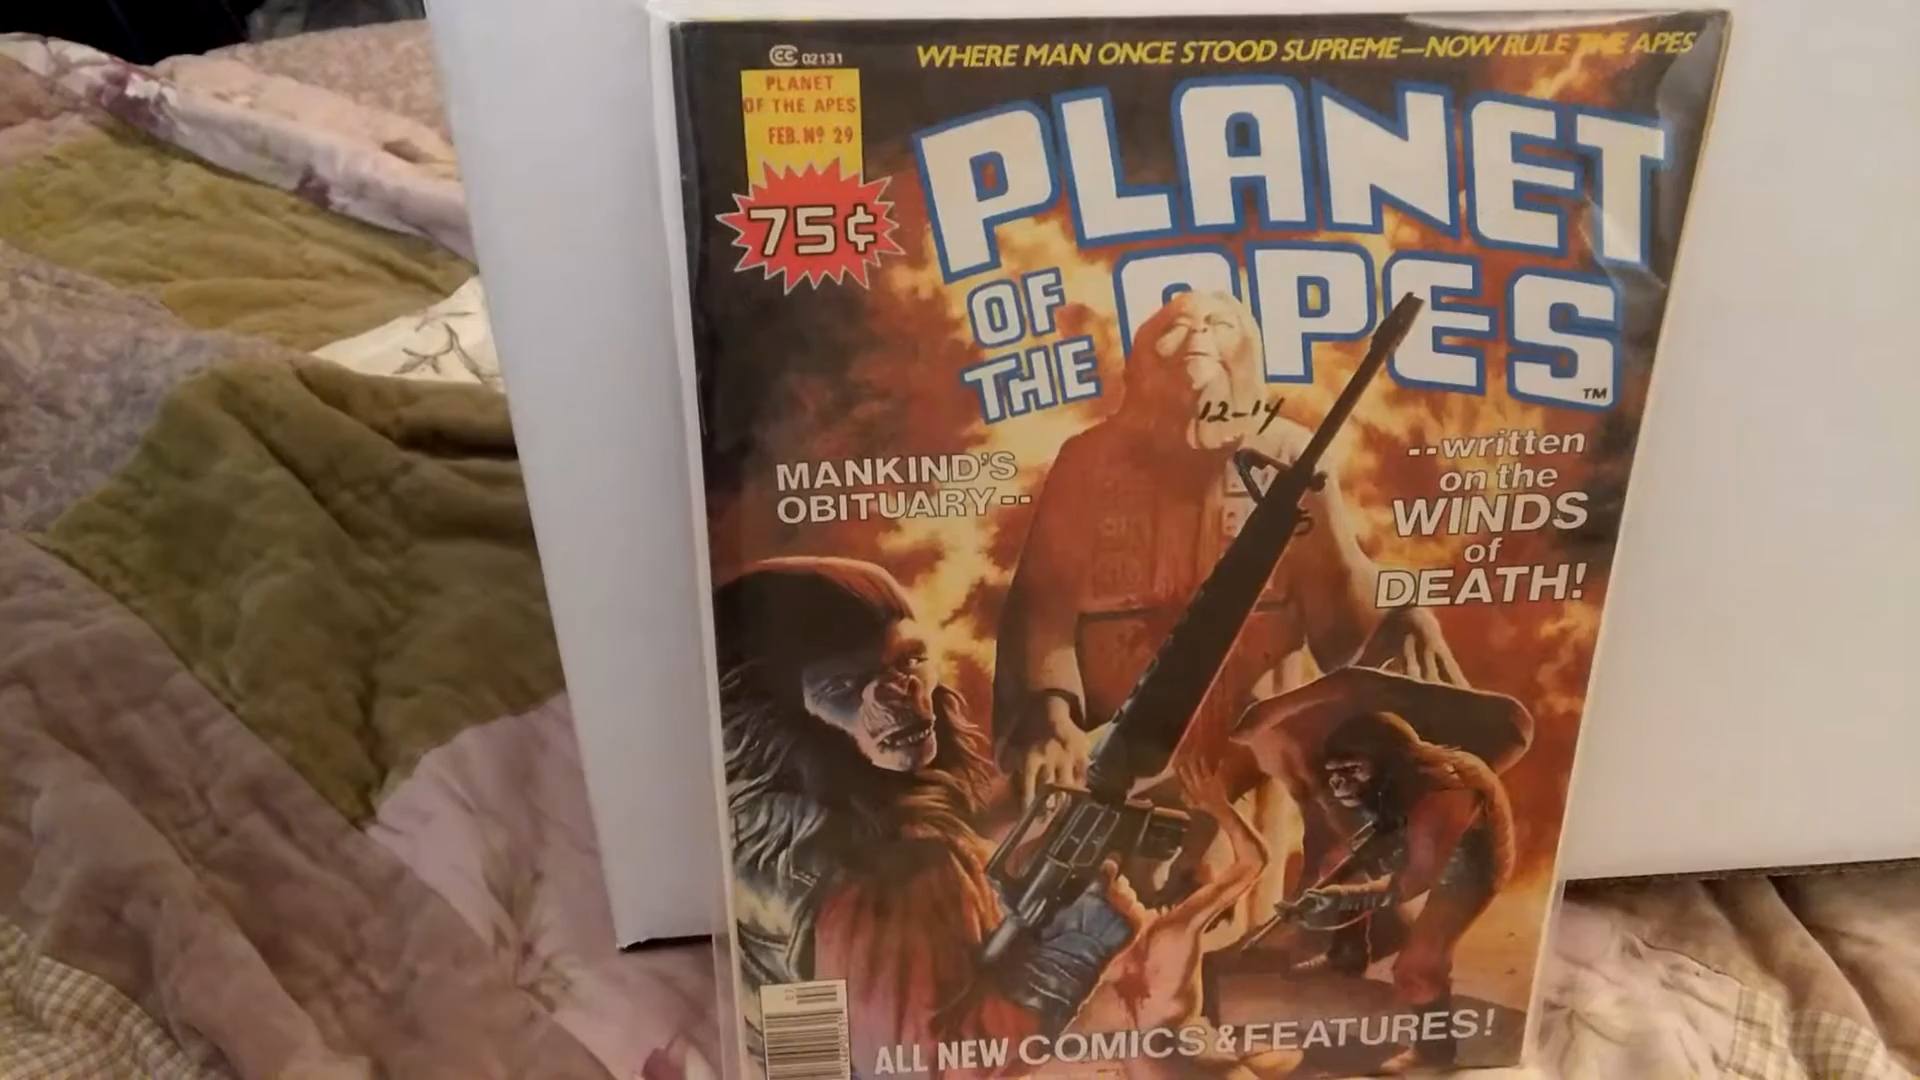 CC 02131
WHERE MAN ONCE STOOD SUPREME—NOW RULE THE APES
PLANET
OF THE APES
FEB. Nº 29
75¢
PLANET
OF THE APES
TM
12-14
MANKIND'S
OBITUARY--
--written
on the
WINDS
of
DEATH!
ALL NEW COMICS & FEATURES!